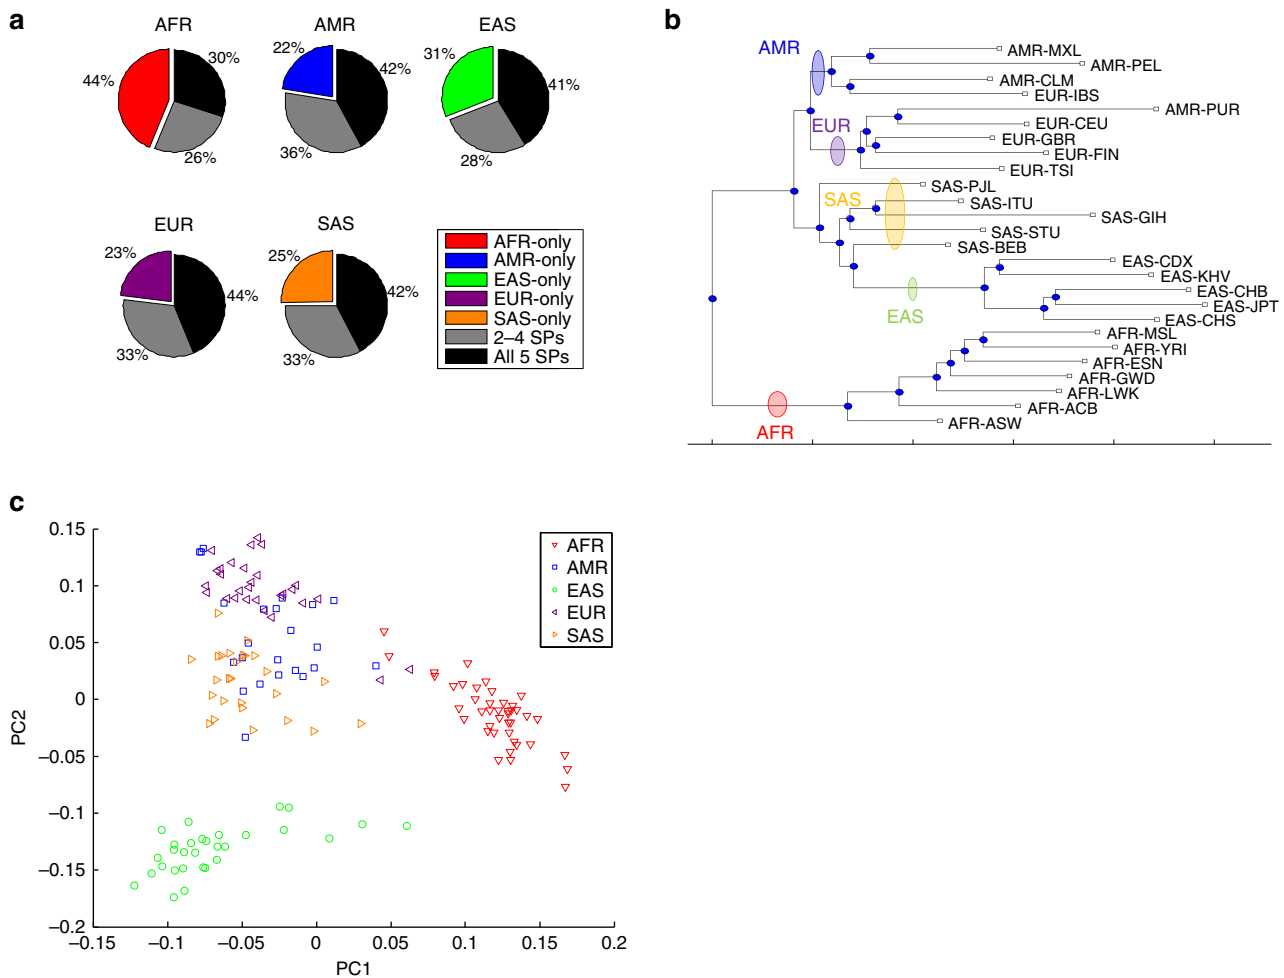 a
AFR
AMR
EAS
44%
30%
26%
22%
42%
36%
31%
41%
28%
EUR
SAS
23%
44%
33%
25%
42%
33%
AFR-only
AMR-only
EAS-only
EUR-only
SAS-only
2–4 SPs
All 5 SPs
b
AMR
EUR
SAS
EAS
AFR
AMR-MXL
AMR-PEL
AMR-CLM
EUR-IBS
AMR-PUR
EUR-CEU
EUR-GBR
EUR-FIN
EUR-TSI
SAS-PJL
SAS-ITU
SAS-GIH
SAS-STU
SAS-BEB
EAS-CDX
EAS-KHV
EAS-CHB
EAS-JPT
EAS-CHS
AFR-MSL
AFR-YRI
AFR-ESN
AFR-GWD
AFR-LWK
AFR-ACB
AFR-ASW
c
0.15
0.1
0.05
0
−0.05
−0.1
−0.15
−0.2
PC2
−0.15
−0.1
−0.05
0
0.05
0.1
0.15
0.2
PC1
AFR
AMR
EAS
EUR
SAS